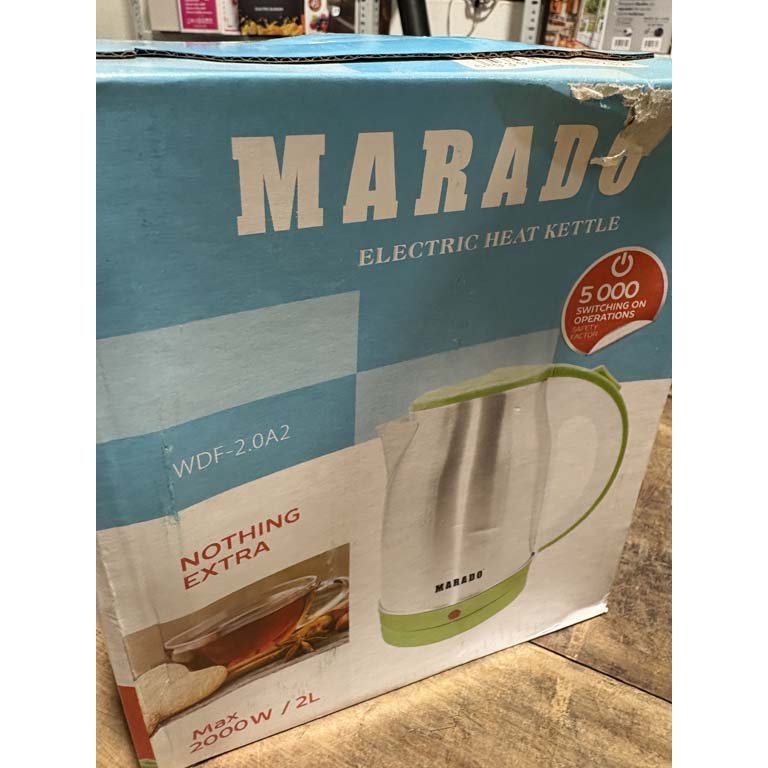 MARADO
ELECTRIC HEAT KETTLE
5 000
SWITCHING ON
OPERATIONS
SAFETY
FACTOR
WDF-2.0A2
NOTHING
EXTRA
MARADO
Max
2000W / 2L